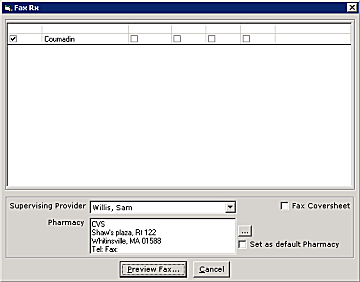 Fax Rx
Coumadin
Supervising Provider Willis, Sam Fax Coversheet
Pharmacy CVS
Shaw's plaza, Rt 122
Whitinsville, MA 01588
Tel: Fax:
...
Set as default Pharmacy
Preview Fax... Cancel